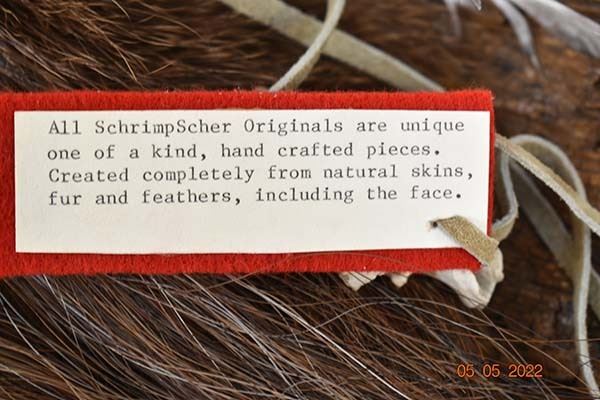 All SchrimpScher Originals are unique
one of a kind, hand crafted pieces.
Created completely from natural skins,
fur and feathers, including the face.
05 05 2022